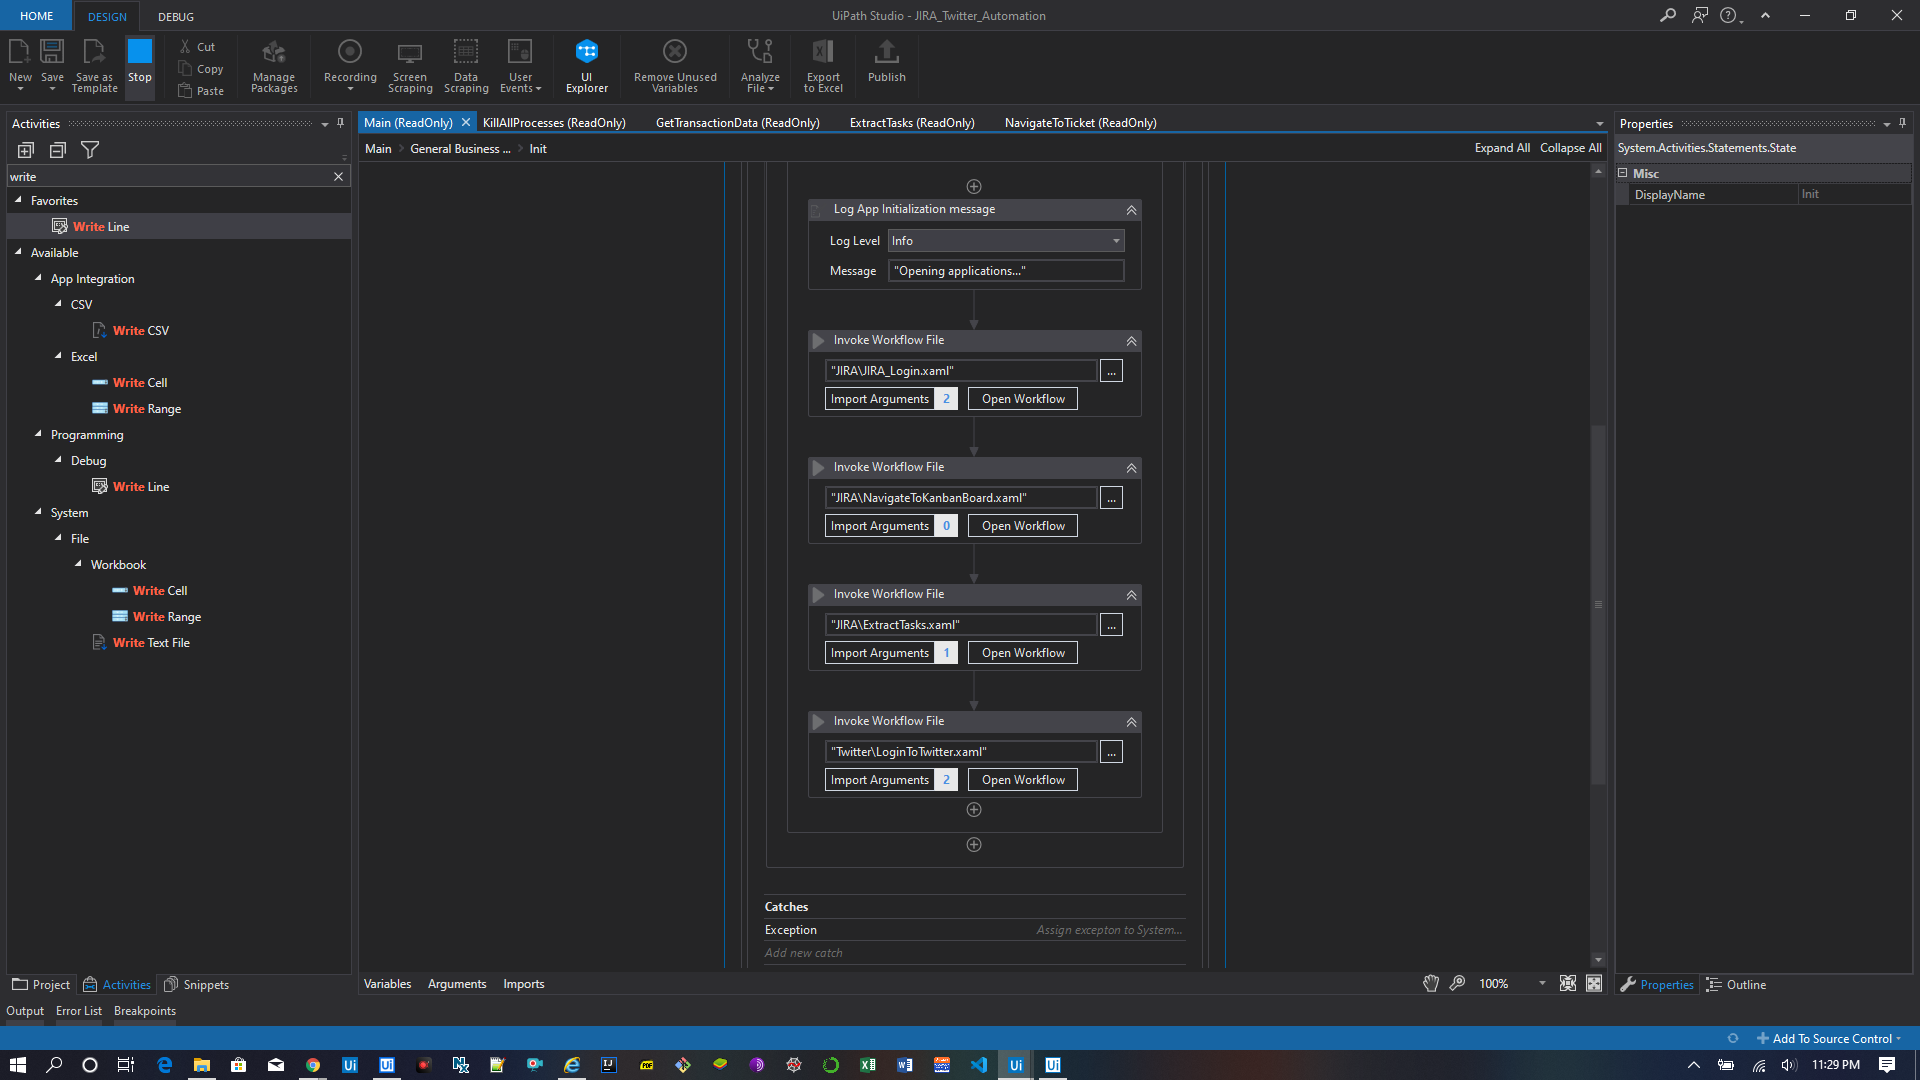 HOME
DESIGN
DEBUG
UiPath Studio - JIRA_Twitter_Automation
New
Save
Save as
Template
Stop
Cut
Copy
Paste
Manage
Packages
Recording
Screen
Scraping
Data
Scraping
User
Events
UI
Explorer
Remove Unused
Variables
Analyze
File
Export
to Excel
Publish
Activities
Main (ReadOnly)
KillAllProcesses (ReadOnly)
GetTransactionData (ReadOnly)
ExtractTasks (ReadOnly)
NavigateToTicket (ReadOnly)
Properties
Main
General Business ...
Init
Expand All
Collapse All
System.Activities.Statements.State
Misc
DisplayName
Init
write
Favorites
Write Line
Available
App Integration
CSV
Write CSV
Excel
Write Cell
Write Range
Programming
Debug
Write Line
System
File
Workbook
Write Cell
Write Range
Write Text File
Log App Initialization message
Log Level
Info
Message
"Opening applications..."
Invoke Workflow File
"JIRA\JIRA_Login.xaml"
...
Import Arguments 2
Open Workflow
Invoke Workflow File
"JIRA\NavigateToKanbanBoard.xaml"
...
Import Arguments 0
Open Workflow
Invoke Workflow File
"JIRA\ExtractTasks.xaml"
...
Import Arguments 1
Open Workflow
Invoke Workflow File
"Twitter\LoginToTwitter.xaml"
...
Import Arguments 2
Open Workflow
Catches
Exception
Assign excepton to System...
Add new catch
Project
Activities
Snippets
Variables
Arguments
Imports
100%
Properties
Outline
Output
Error List
Breakpoints
Add To Source Control
11:29 PM